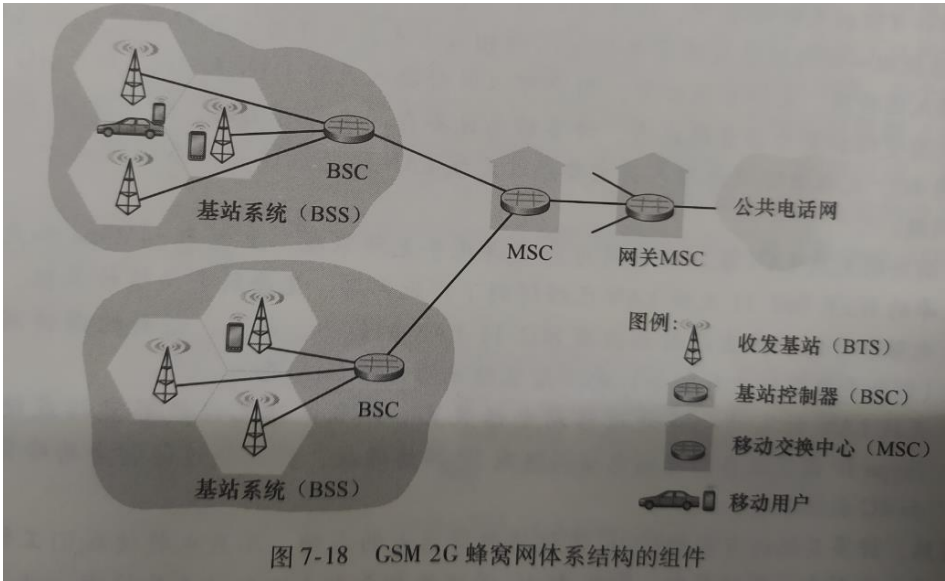 BSC
基站系统（BSS）
MSC
网关MSC
公共电话网
BSC
基站系统（BSS）
图例:
收发基站（BTS）
基站控制器（BSC）
移动交换中心（MSC）
移动用户
图 7-18 GSM 2G 蜂窝网体系结构的组件